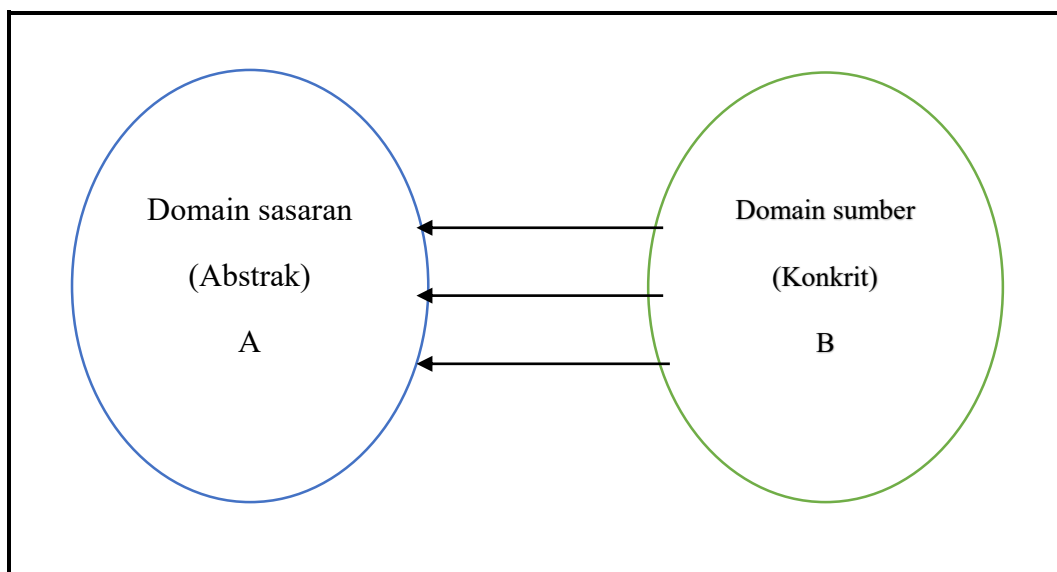 Domain sasaran
(Abstrak)
A
Domain sumber
(Konkrit)
B